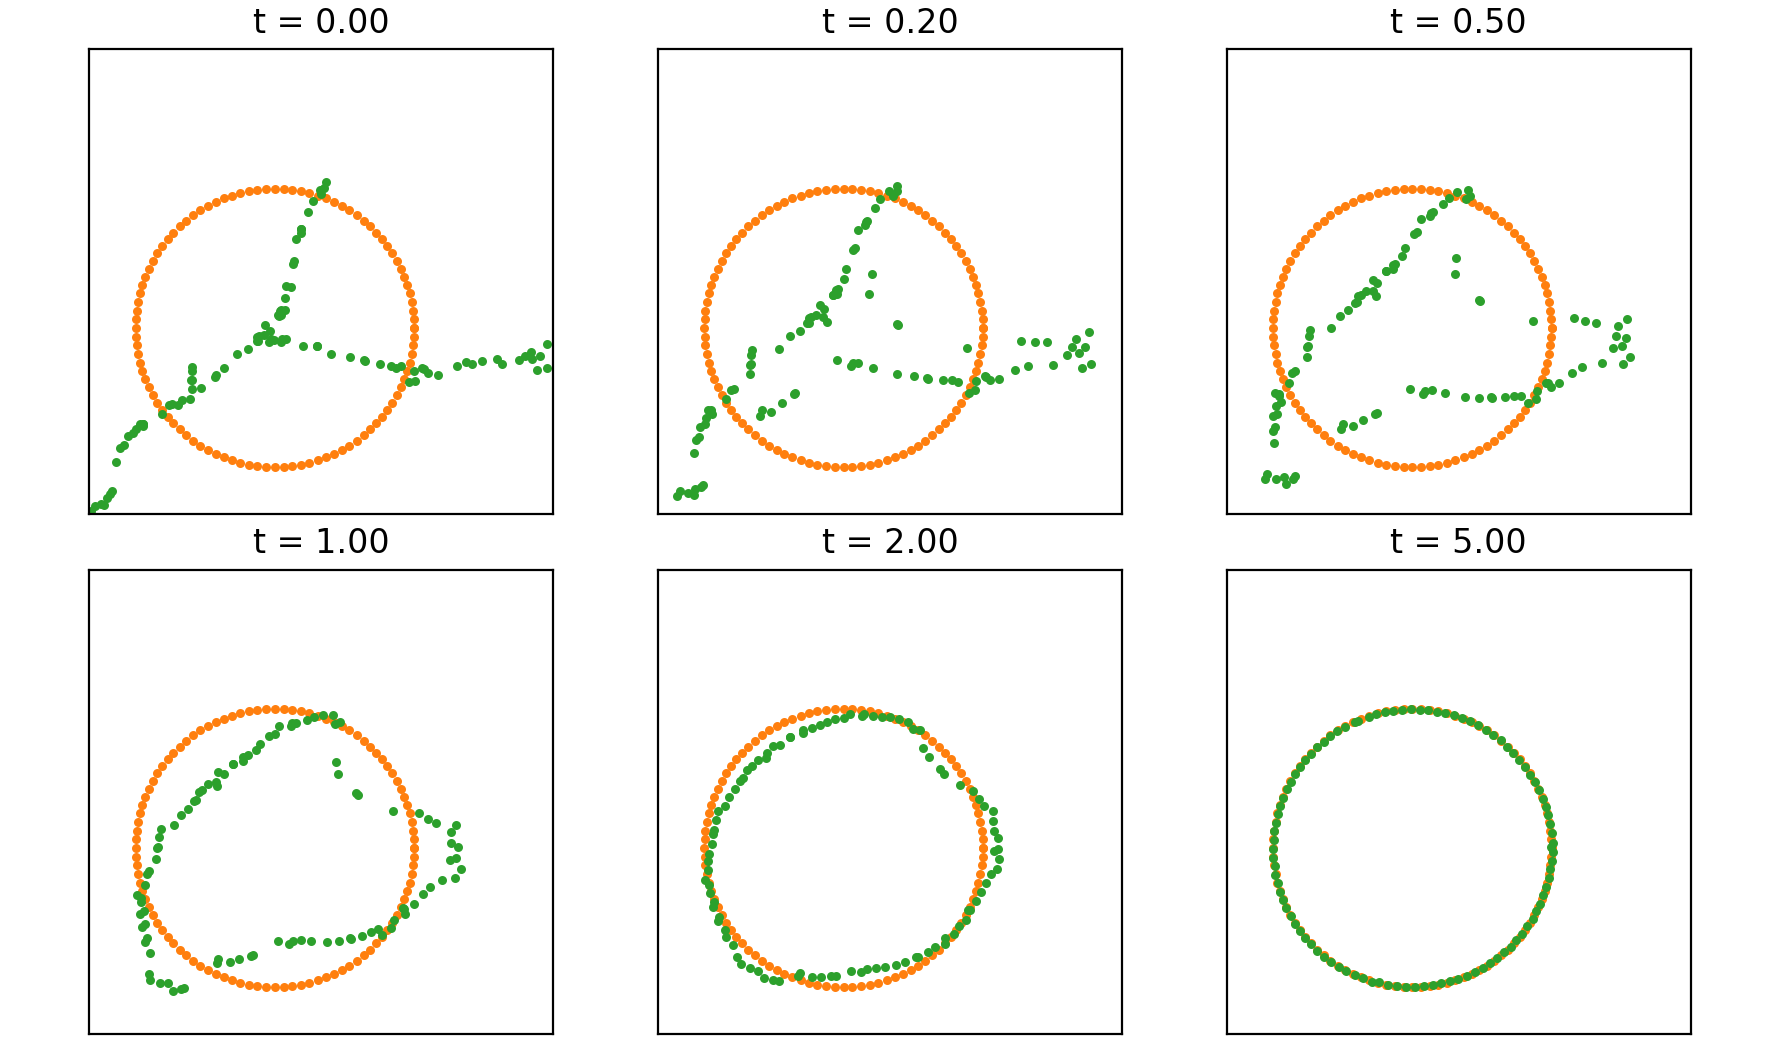 t = 0.00
t = 0.20
t = 0.50
t = 1.00
t = 2.00
t = 5.00